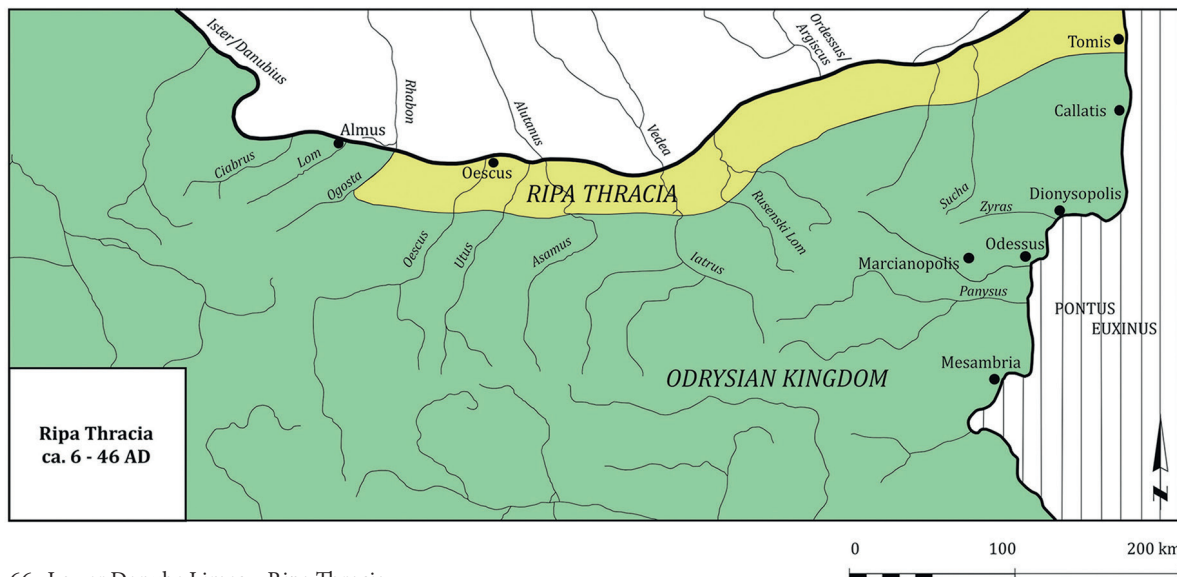 Ister/Danubius
Ordessus/
Argiscus
Tomis
Rhabon
Alutanus
Callatis
Almus
Vedea
Ciabrus
Lom
Ogosta
Oescus
RIPA THRACIA
Sucha
Zyras
Dionysopolis
Rusenski Lom
Oescus
Utus
Asamus
Iatrus
Odessus
Marcianopolis
Panysus
PONTUS
EUXINUS
Mesambria
ODRYSIAN KINGDOM
Ripa Thracia
ca. 6 - 46 AD
N
0 100 200 km